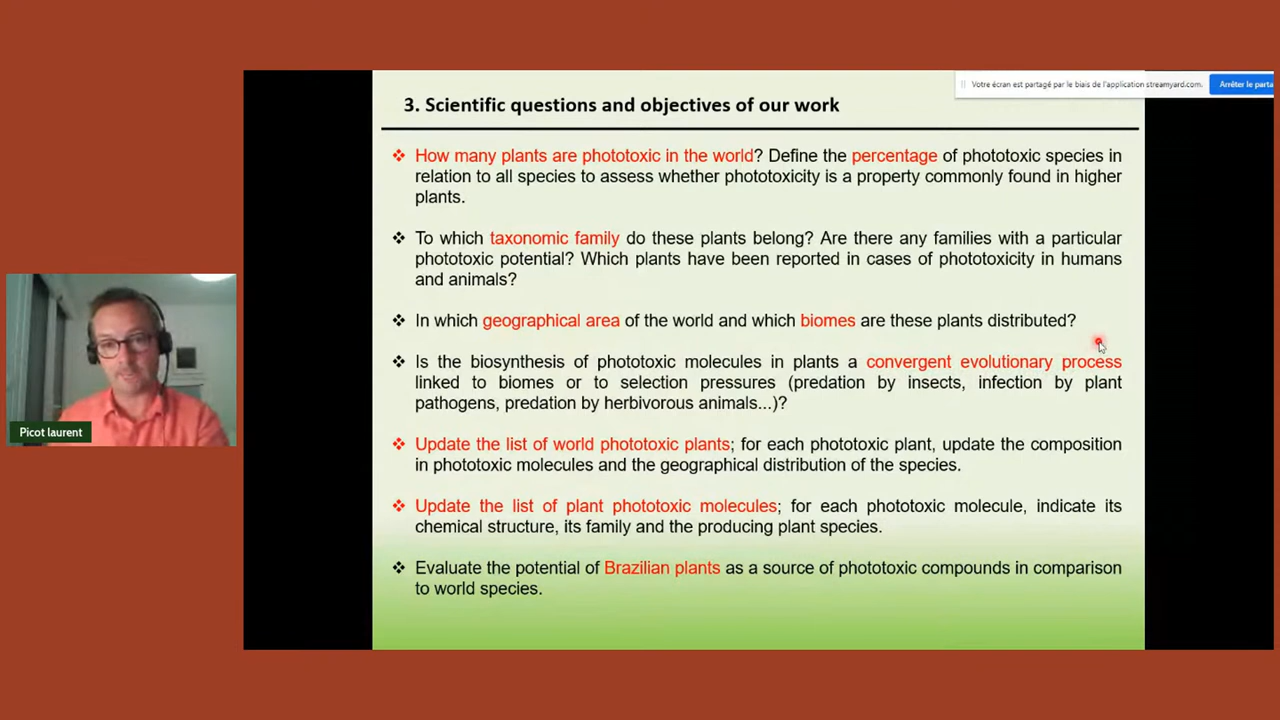 Votre écran est partagé par le biais de l'application streamyard.com.
Arrêter le parta
3. Scientific questions and objectives of our work
❖ How many plants are phototoxic in the world? Define the percentage of phototoxic species in
relation to all species to assess whether phototoxicity is a property commonly found in higher
plants.
❖ To which taxonomic family do these plants belong? Are there any families with a particular
phototoxic potential? Which plants have been reported in cases of phototoxicity in humans
and animals?
❖ In which geographical area of the world and which biomes are these plants distributed?
❖ Is the biosynthesis of phototoxic molecules in plants a convergent evolutionary process
linked to biomes or to selection pressures (predation by insects, infection by plant
pathogens, predation by herbivorous animals...)?
❖ Update the list of world phototoxic plants; for each phototoxic plant, update the composition
in phototoxic molecules and the geographical distribution of the species.
❖ Update the list of plant phototoxic molecules; for each phototoxic molecule, indicate its
chemical structure, its family and the producing plant species.
❖ Evaluate the potential of Brazilian plants as a source of phototoxic compounds in comparison
to world species.
Picot laurent